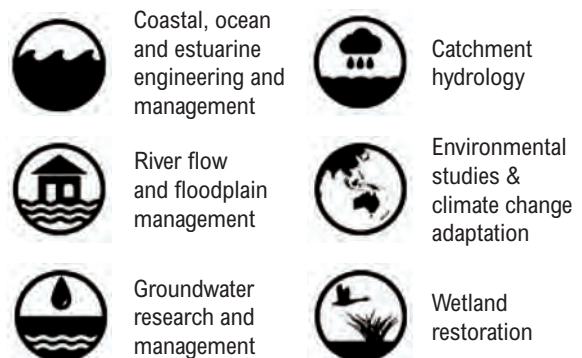 Coastal, ocean
and estuarine
engineering and
management
Catchment
hydrology
River flow
and floodplain
management
Environmental
studies &
climate change
adaptation
Groundwater
research and
management
Wetland
restoration